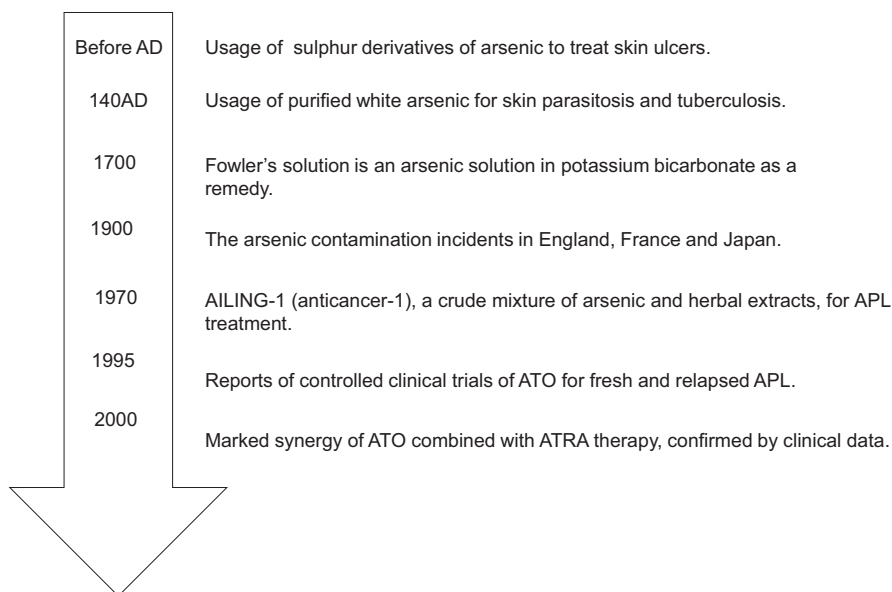 Before AD Usage of sulphur derivatives of arsenic to treat skin ulcers.
140AD Usage of purified white arsenic for skin parasitosis and tuberculosis.
1700 Fowler's solution is an arsenic solution in potassium bicarbonate as a
remedy.
1900 The arsenic contamination incidents in England, France and Japan.
1970 AILING-1 (anticancer-1), a crude mixture of arsenic and herbal extracts, for APL
treatment.
1995 Reports of controlled clinical trials of ATO for fresh and relapsed APL.
2000 Marked synergy of ATO combined with ATRA therapy, confirmed by clinical data.